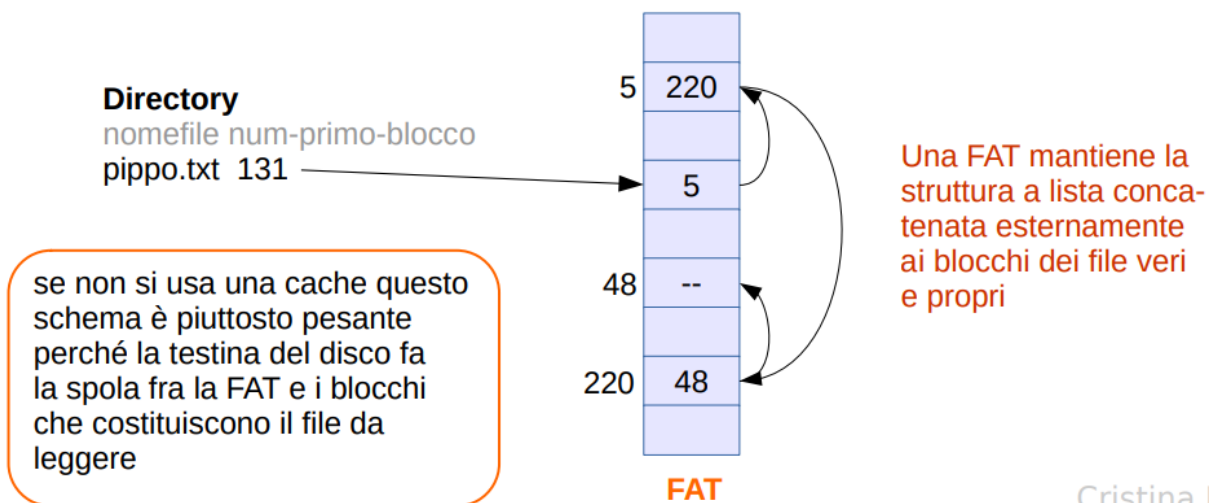 Directory
nomefile num-primo-blocco
pippo.txt 131
se non si usa una cache questo
schema è piuttosto pesante
perché la testina del disco fa
la spola fra la FAT e i blocchi
che costituiscono il file da
leggere
5 220
5
48 --
220 48
FAT
Una FAT mantiene la
struttura a lista conca-
tenata esternamente
ai blocchi dei file veri
e propri
Cristina